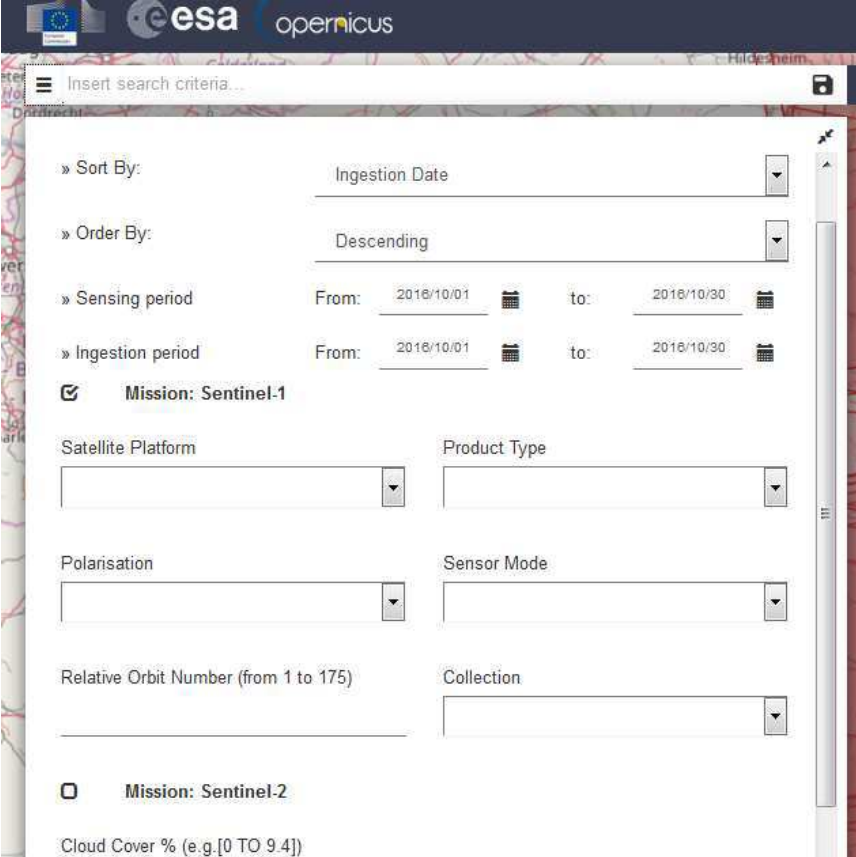 esa opernicus
Hildesheim
Insert search criteria...
Dordrecht
» Sort By: Ingestion Date
» Order By: Descending
» Sensing period From: 2016/10/01 to: 2016/10/30
» Ingestion period From: 2016/10/01 to: 2016/10/30
Mission: Sentinel-1
Satellite Platform Product Type
Polarisation Sensor Mode
Relative Orbit Number (from 1 to 175) Collection
Mission: Sentinel-2
Cloud Cover % (e.g.[0 TO 9.4])